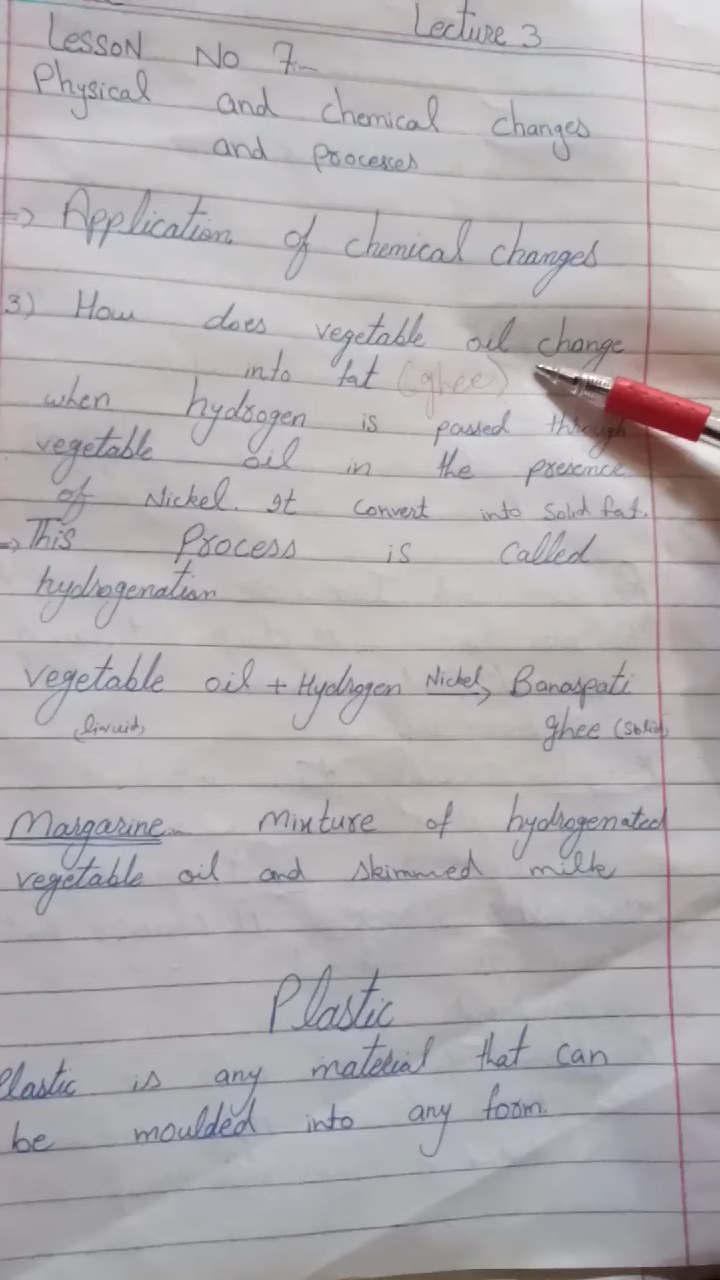 Lecture 3
Lesson No 7:-
Physical and chemical changes
and processes
=> Application of chemical changes
3) How does vegetable oil change
into fat (ghee)
when hydrogen is passed through
vegetable oil in the presence
of Nickel. It convert into solid fat.
=> This Process is called
hydrogenation
vegetable oil + Hydrogen Nickel → Banaspati
(liquid) ghee (solid)
Margarine:- Mixture of hydrogenated
vegetable oil and skimmed milk
Plastic
Plastic is any material that can
be moulded into any form.